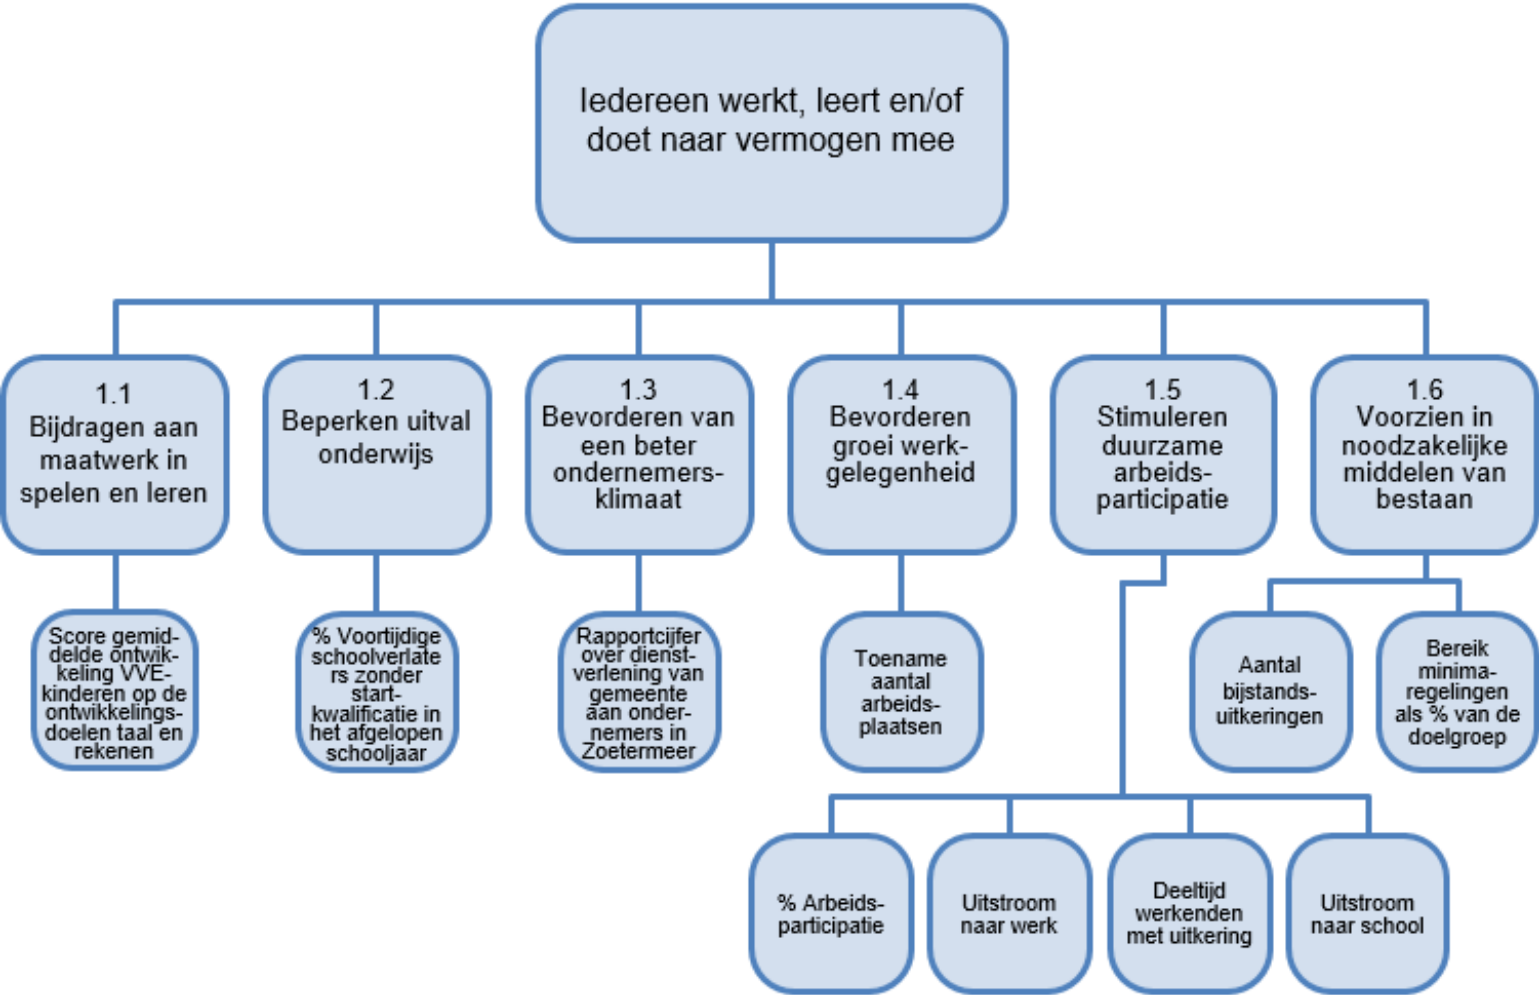 Iedereen werkt, leert en/of
doet naar vermogen mee
1.1
Bijdragen aan
maatwerk in
spelen en leren
1.2
Beperken uitval
onderwijs
1.3
Bevorderen van
een beter
ondernemers-
klimaat
1.4
Bevorderen
groei werk-
gelegenheid
1.5
Stimuleren
duurzame
arbeids-
participatie
1.6
Voorzien in
noodzakelijke
middelen van
bestaan
Score gemid-
delde ontwik-
keling VVE-
kinderen op de
ontwikkelings-
doelen taal en
rekenen
% Voortijdige
schoolverlate
rs zonder
start-
kwalificatie in
het afgelopen
schooljaar
Rapportcijfer
over dienst-
verlening van
gemeente
aan onder-
nemers in
Zoetermeer
Toename
aantal
arbeids-
plaatsen
Aantal
bijstands-
uitkeringen
Bereik
minima-
regelingen
als % van de
doelgroep
% Arbeids-
participatie
Uitstroom
naar werk
Deeltijd
werkenden
met uitkering
Uitstroom
naar school